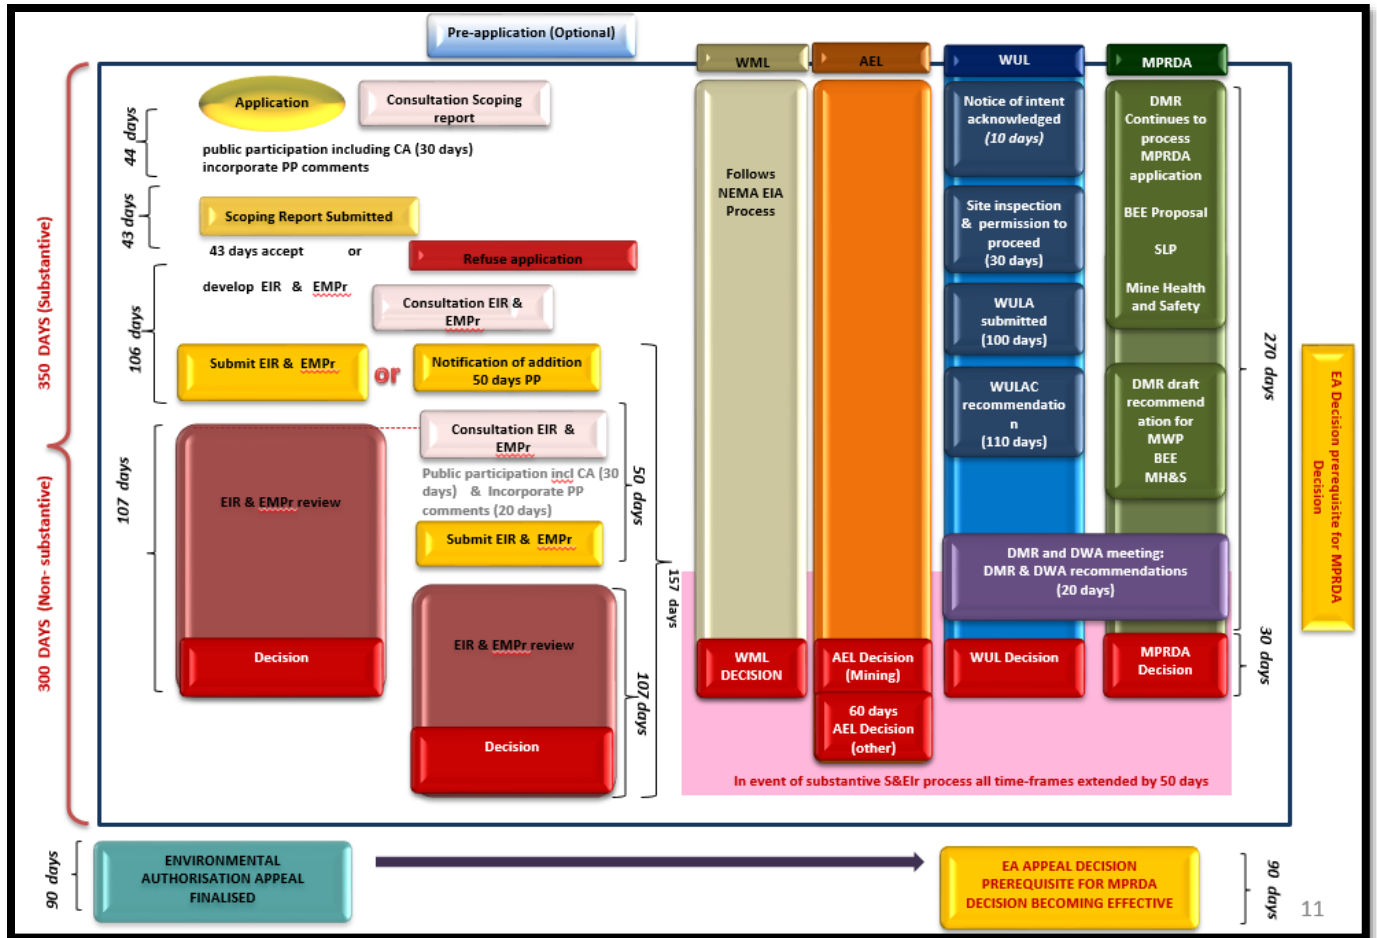 Pre-application (Optional)
WML
AEL
WUL
MPRDA
350 DAYS (Substantive)
300 DAYS (Non- substantive)
44 days
Application
Consultation Scoping
report
public participation including CA (30 days)
incorporate PP comments
43 days
Scoping Report Submitted
43 days accept or
Refuse application
106 days
develop EIR & EMPr
Consultation EIR &
EMPr
Submit EIR & EMPr
or
Notification of addition
50 days PP
107 days
EIR & EMPr review
Decision
Consultation EIR &
EMPr
Public participation incl CA (30
days) & Incorporate PP
comments (20 days)
Submit EIR & EMPr
50 days
EIR & EMPr review
Decision
107 days
157 days
Follows
NEMA EIA
Process
WML
DECISION
AEL Decision
(Mining)
60 days
AEL Decision
(other)
Notice of intent
acknowledged
(10 days)
Site inspection
& permission to
proceed
(30 days)
WULA
submitted
(100 days)
WULAC
recommendatio
n
(110 days)
DMR
Continues to
process
MPRDA
application
BEE Proposal
SLP
Mine Health
and Safety
DMR draft
recommend
ation for
MWP
BEE
MH&S
DMR and DWA meeting:
DMR & DWA recommendations
(20 days)
WUL Decision
MPRDA
Decision
270 days
30 days
EA Decision prerequisite for MPRDA
Decision
In event of substantive S&EIr process all time-frames extended by 50 days
90 days
ENVIRONMENTAL
AUTHORISATION APPEAL
FINALISED
EA APPEAL DECISION
PREREQUISITE FOR MPRDA
DECISION BECOMING EFFECTIVE
90 days
11